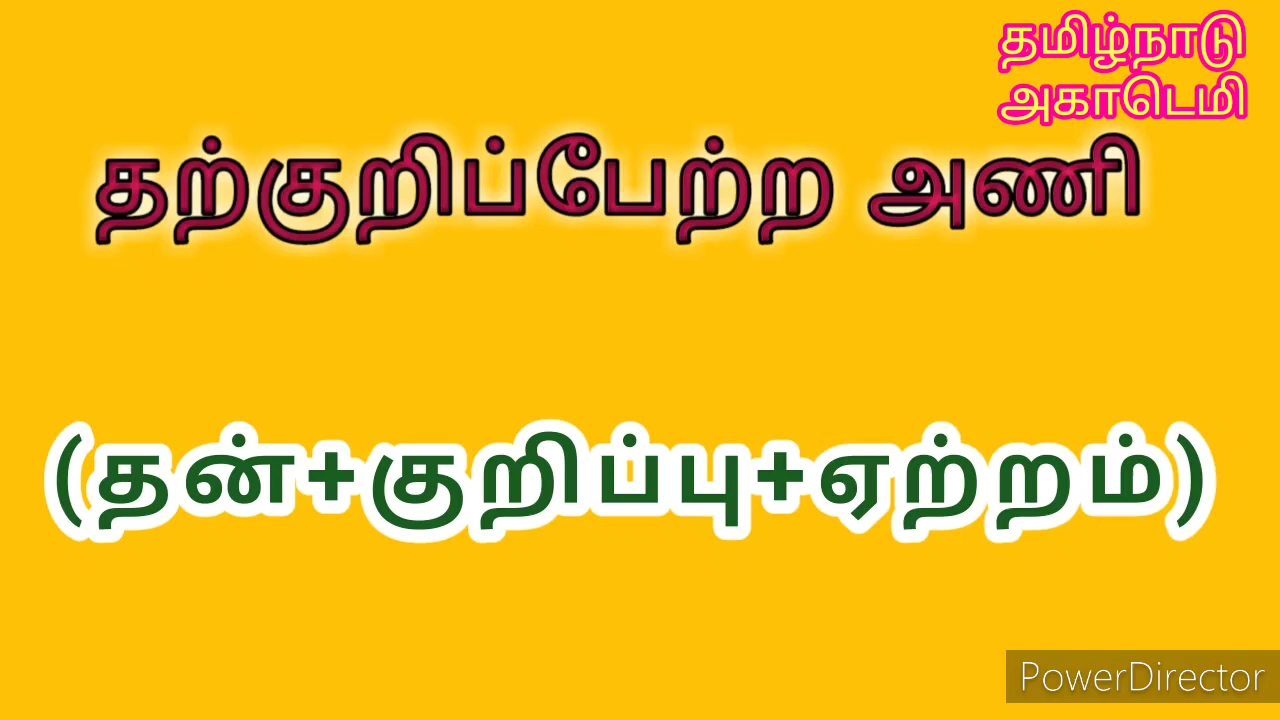 தமிழ்நாடு
அகாடெமி
தற்குறிப்பேற்ற அணி
(தன்+குறிப்பு+ஏற்றம்)
PowerDirector